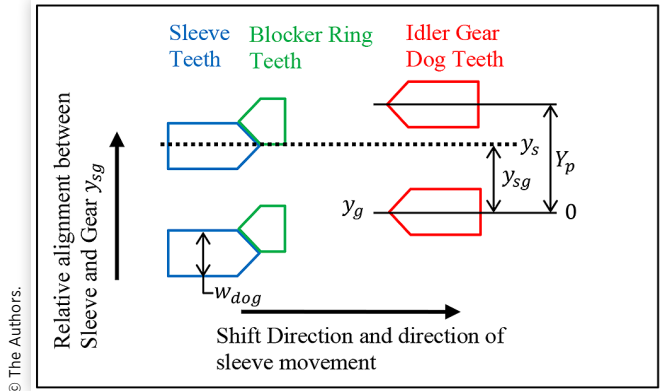 Sleeve
Teeth
Blocker Ring
Teeth
Idler Gear
Dog Teeth
Relative alignment between
Sleeve and Gear y_sg
y_s
Y_p
y_sg
y_g
0
w_dog
Shift Direction and direction of
sleeve movement
© The Authors.